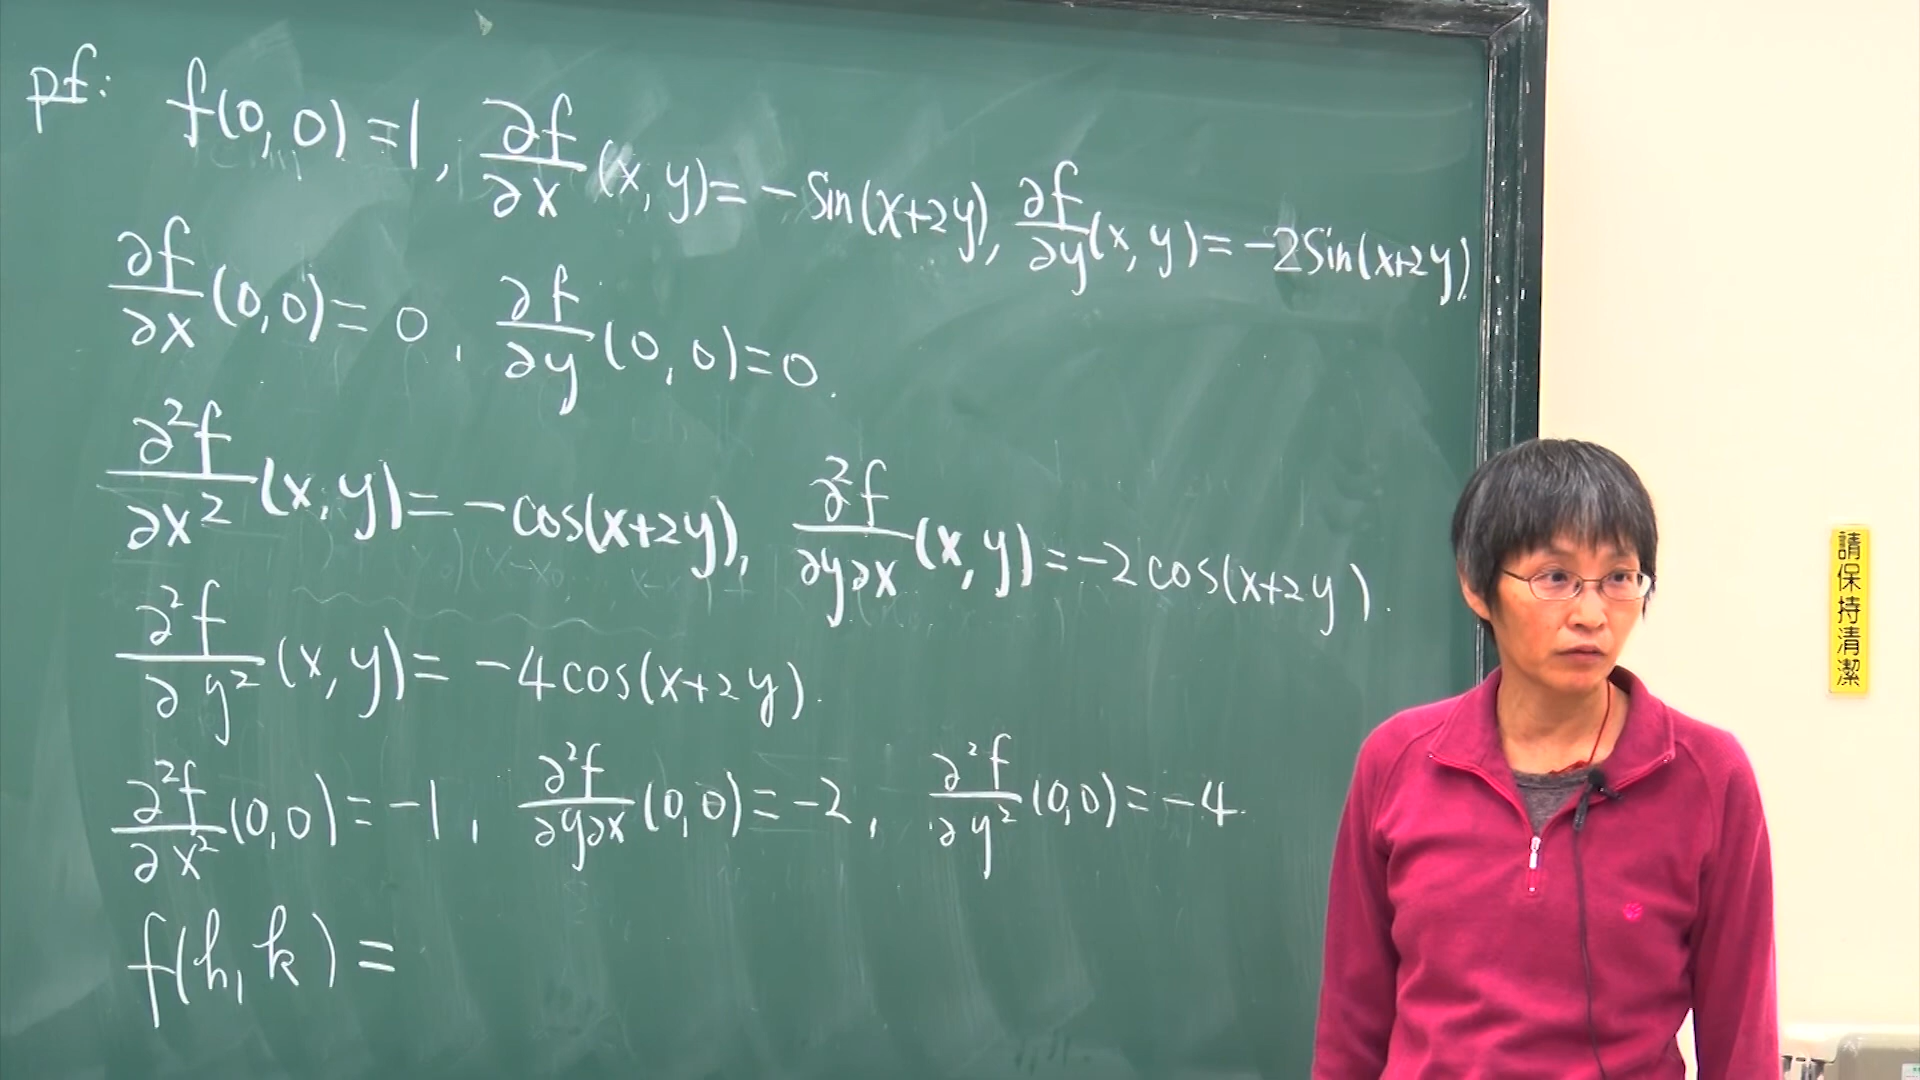 pf: f(0,0)=1, ∂f/∂x (x,y)= -Sin(x+2y), ∂f/∂y (x,y)= -2Sin(x+2y)
∂f/∂x (0,0)= 0, ∂f/∂y (0,0)=0.
∂²f/∂x² (x,y)= -cos(x+2y), ∂²f/∂y∂x (x,y)= -2cos(x+2y).
∂²f/∂y² (x,y)= -4cos(x+2y).
∂²f/∂x² (0,0)= -1, ∂²f/∂y∂x (0,0)= -2, ∂²f/∂y² (0,0)= -4.
f(h,k)=
請保持清潔